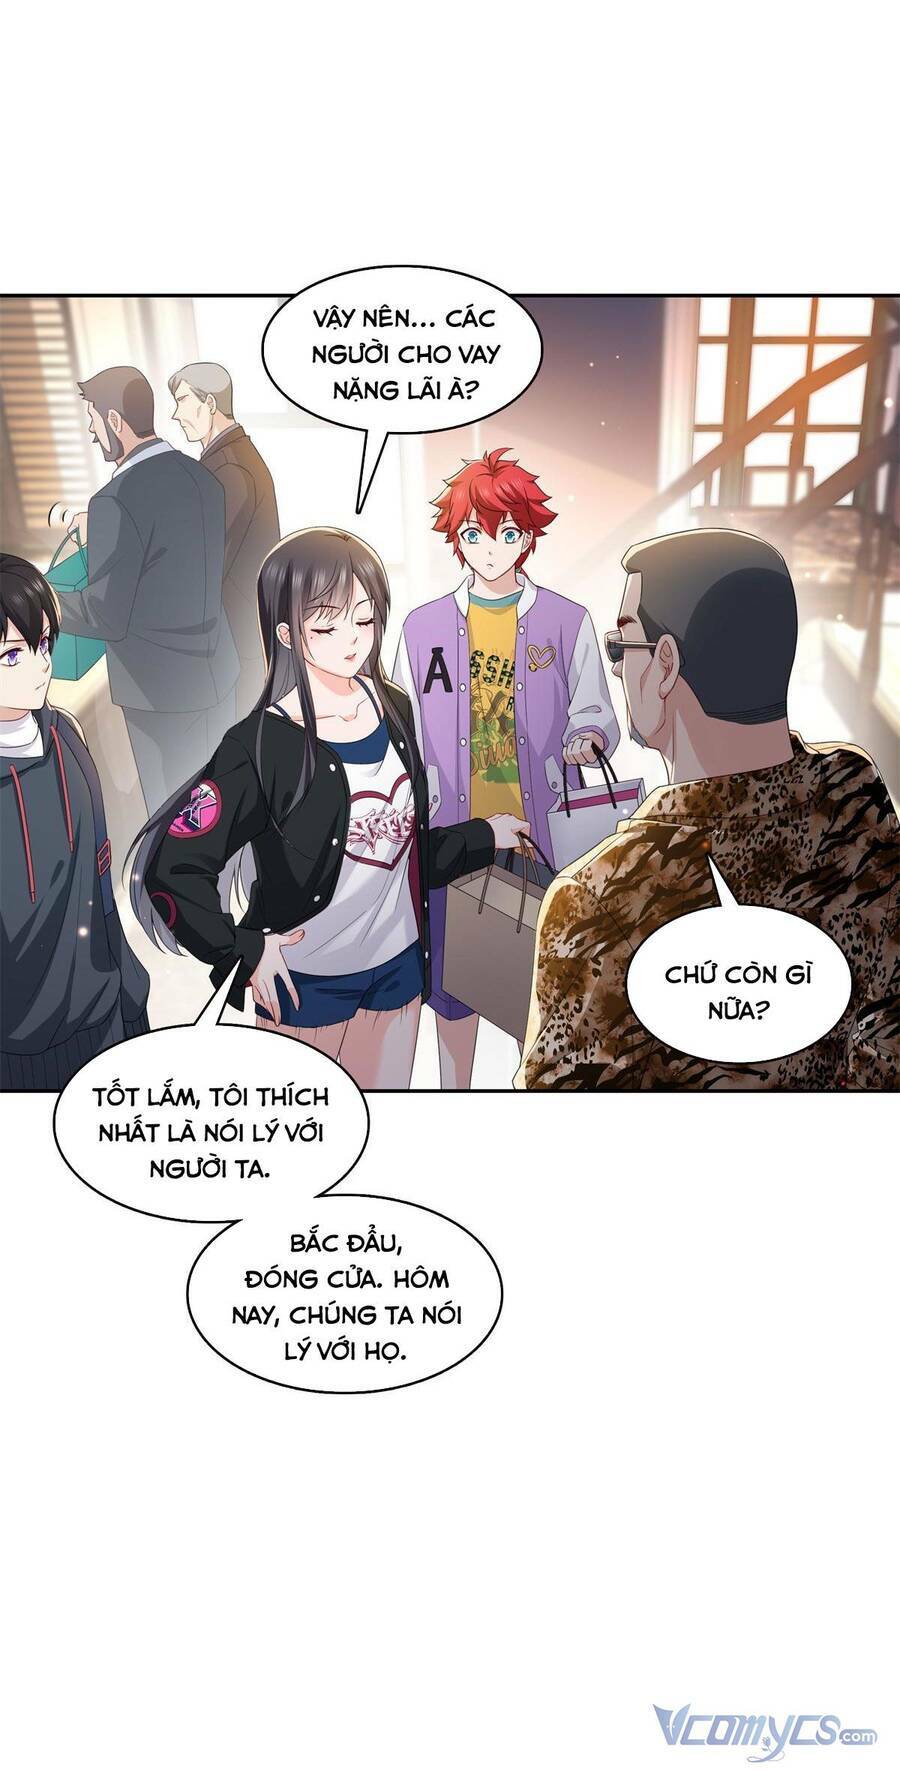 VẬY NÊN... CÁC
NGƯỜI CHO VAY
NẶNG LÃI À?
CHỨ CÒN GÌ
NỮA?
TỐT LẮM, TÔI THÍCH
NHẤT LÀ NÓI LÝ VỚI
NGƯỜI TA.
BẮC ĐẨU,
ĐÓNG CỬA. HÔM
NAY, CHÚNG TA NÓI
LÝ VỚI HỌ.
Vcomycs.com